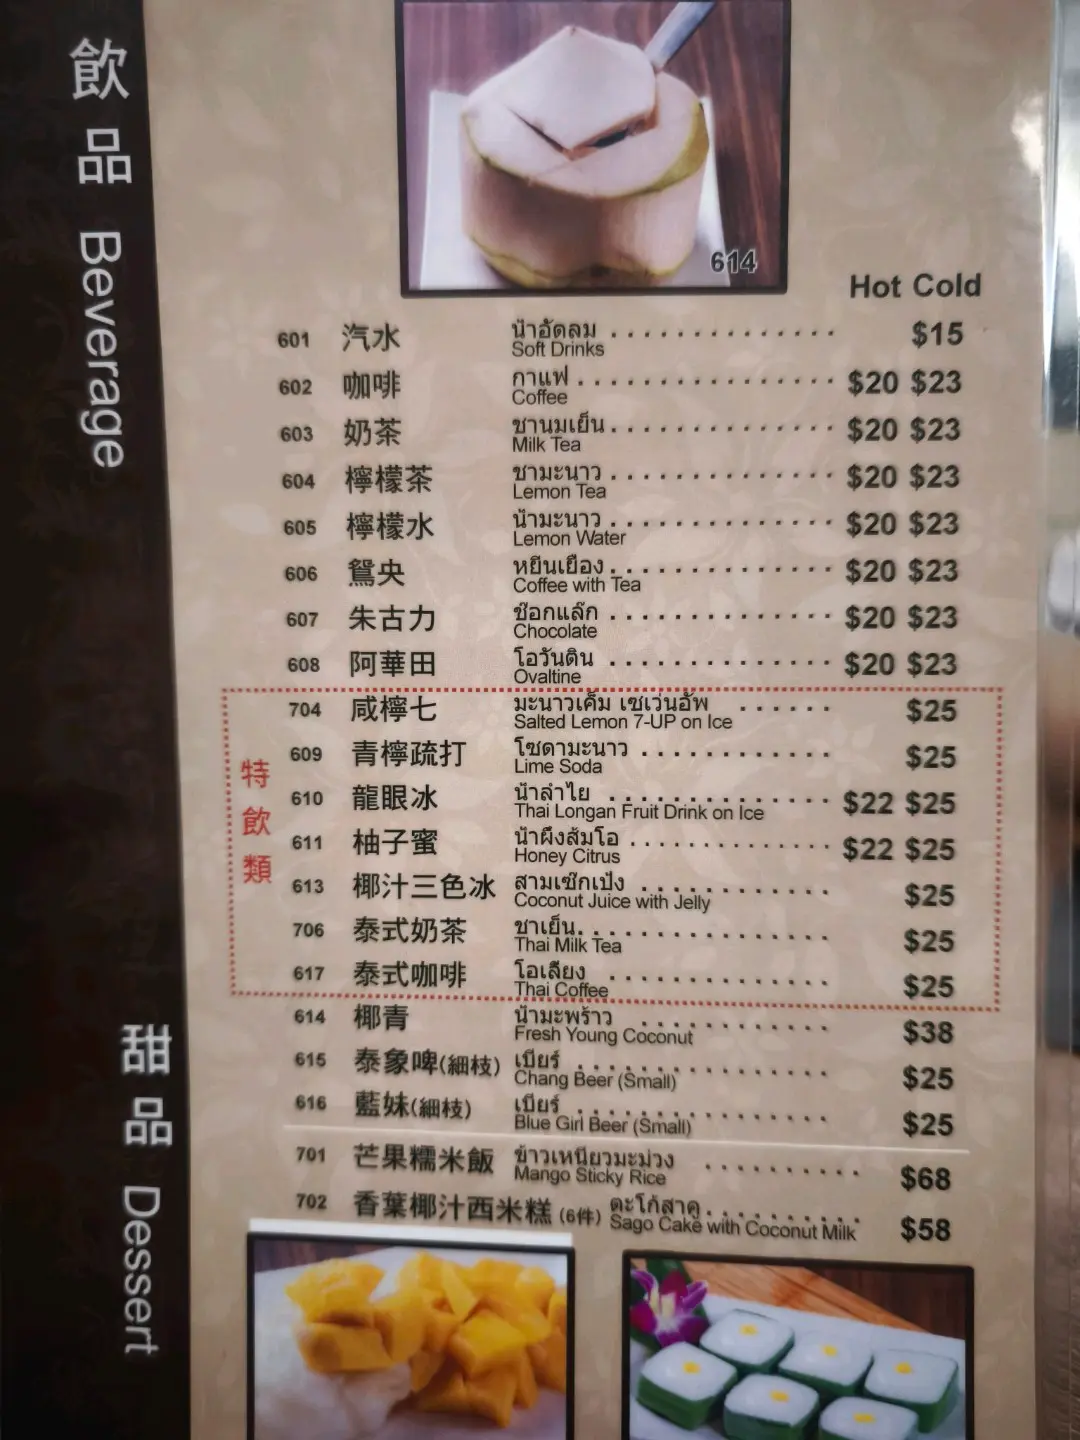 飲品 Beverage
614
Hot Cold
601 汽水 น้ำอัดลม $15
Soft Drinks
602 咖啡 กาแฟ $20 $23
Coffee
603 奶茶 ชานมเย็น $20 $23
Milk Tea
604 檸檬茶 ชามะนาว $20 $23
Lemon Tea
605 檸檬水 น้ำมะนาว $20 $23
Lemon Water
606 鴛央 หยินเยือง $20 $23
Coffee with Tea
607 朱古力 ช๊อกแล๊ก $20 $23
Chocolate
608 阿華田 โอวันติน $20 $23
Ovaltine
特飲類
704 咸檸七 มะนาวเค็ม เซเว่นอัพ $25
Salted Lemon 7-UP on Ice
609 青檸疏打 โซดามะนาว $25
Lime Soda
610 龍眼冰 น้ำลำไย $22 $25
Thai Longan Fruit Drink on Ice
611 柚子蜜 น้ำผึ้งส้มโอ $22 $25
Honey Citrus
613 椰汁三色冰 สามเซ๊กเป้ง $25
Coconut Juice with Jelly
706 泰式奶茶 ชาเย็น $25
Thai Milk Tea
617 泰式咖啡 โอเลี้ยง $25
Thai Coffee
614 椰青 น้ำมะพร้าว $38
Fresh Young Coconut
615 泰象啤(細枝) เบียร์ $25
Chang Beer (Small)
616 藍妹(細枝) เบียร์ $25
Blue Girl Beer (Small)
甜品 Dessert
701 芒果糯米飯 ข้าวเหนียวมะม่วง $68
Mango Sticky Rice
702 香葉椰汁西米糕 (6件) ตะโก้สาคู $58
Sago Cake with Coconut Milk